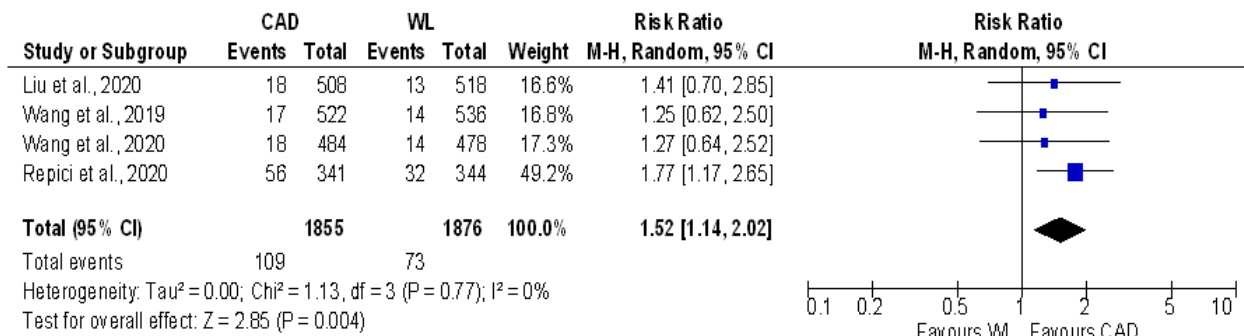 CAD WL Risk Ratio Risk Ratio
Study or Subgroup Events Total Events Total Weight M-H, Random, 95% CI M-H, Random, 95% CI
Liu et al., 2020 18 508 13 518 16.6% 1.41 [0.70, 2.85]
Wang et al., 2019 17 522 14 536 16.8% 1.25 [0.62, 2.50]
Wang et al., 2020 18 484 14 478 17.3% 1.27 [0.64, 2.52]
Repici et al., 2020 56 341 32 344 49.2% 1.77 [1.17, 2.65]
Total (95% CI) 1855 1876 100.0% 1.52 [1.14, 2.02]
Total events 109 73
Heterogeneity: Tau² = 0.00; Chi² = 1.13, df = 3 (P = 0.77); I² = 0%
Test for overall effect: Z = 2.85 (P = 0.004)
0.1 0.2 0.5 1 2 5 10
Favours WL Favours CAD